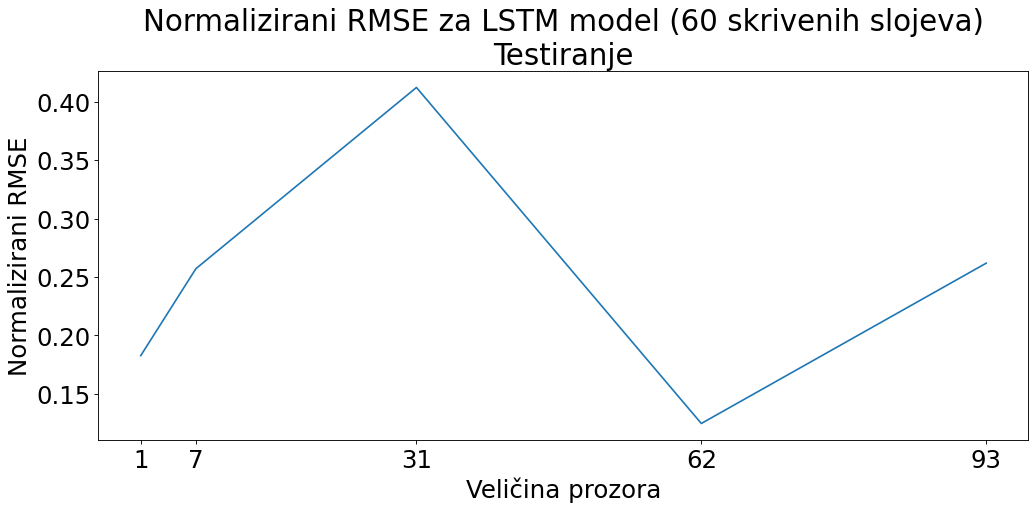 Normalizirani RMSE za LSTM model (60 skrivenih slojeva)
Testiranje
Normalizirani RMSE
0.40
0.35
0.30
0.25
0.20
0.15
1 7 31 62 93
Veličina prozora